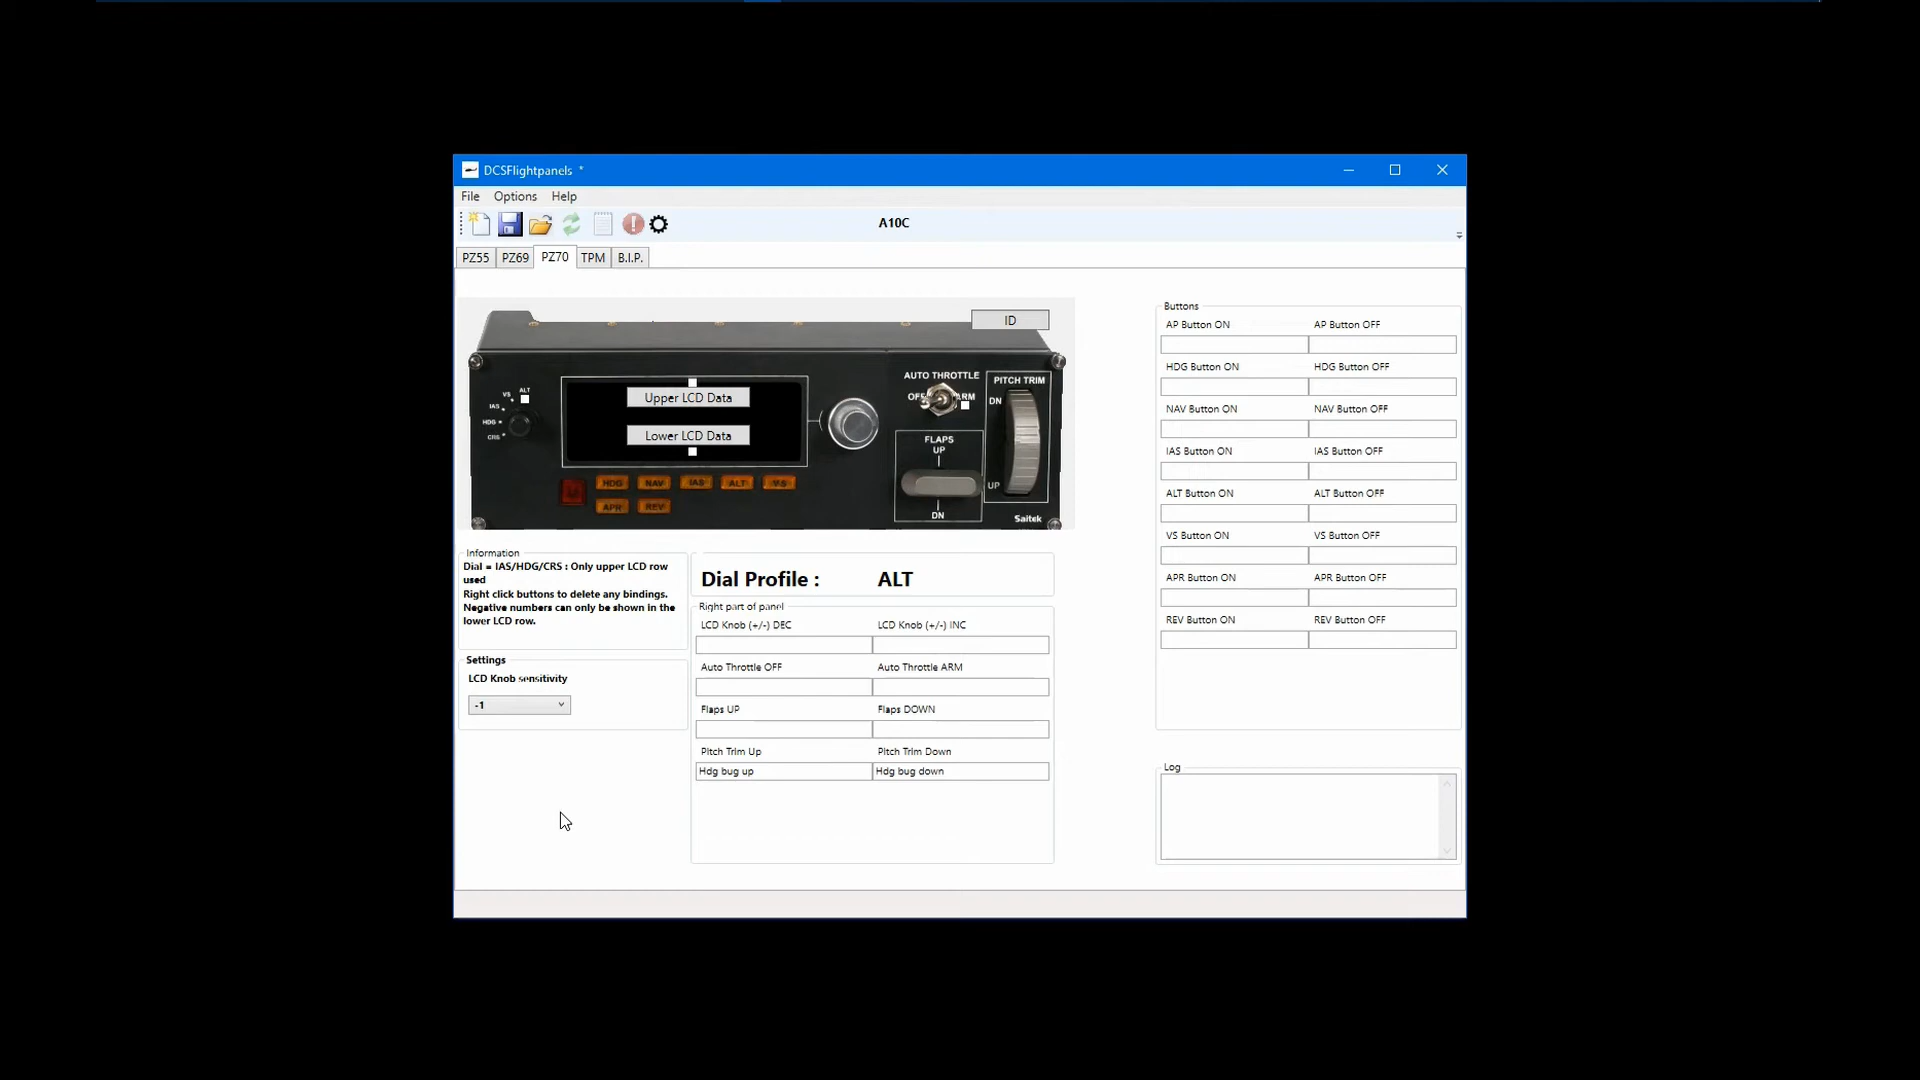 DCSFlightpanels *
File Options Help
A10C
PZ55 PZ69 PZ70 TPM B.I.P.
ID
ALT
VS
IAS
HDG
CRS
Upper LCD Data
Lower LCD Data
AUTO THROTTLE
OFF ARM
PITCH TRIM
DN
UP
FLAPS
UP
DN
HDG NAV IAS ALT VS
APR REV
Saitek
Information
Dial = IAS/HDG/CRS : Only upper LCD row
used
Right click buttons to delete any bindings.
Negative numbers can only be shown in the
lower LCD row.
Settings
LCD Knob sensitivity
-1
Dial Profile : ALT
Right part of panel
LCD Knob (+/-) DEC LCD Knob (+/-) INC
Auto Throttle OFF Auto Throttle ARM
Flaps UP Flaps DOWN
Pitch Trim Up Pitch Trim Down
Hdg bug up Hdg bug down
Buttons
AP Button ON AP Button OFF
HDG Button ON HDG Button OFF
NAV Button ON NAV Button OFF
IAS Button ON IAS Button OFF
ALT Button ON ALT Button OFF
VS Button ON VS Button OFF
APR Button ON APR Button OFF
REV Button ON REV Button OFF
Log